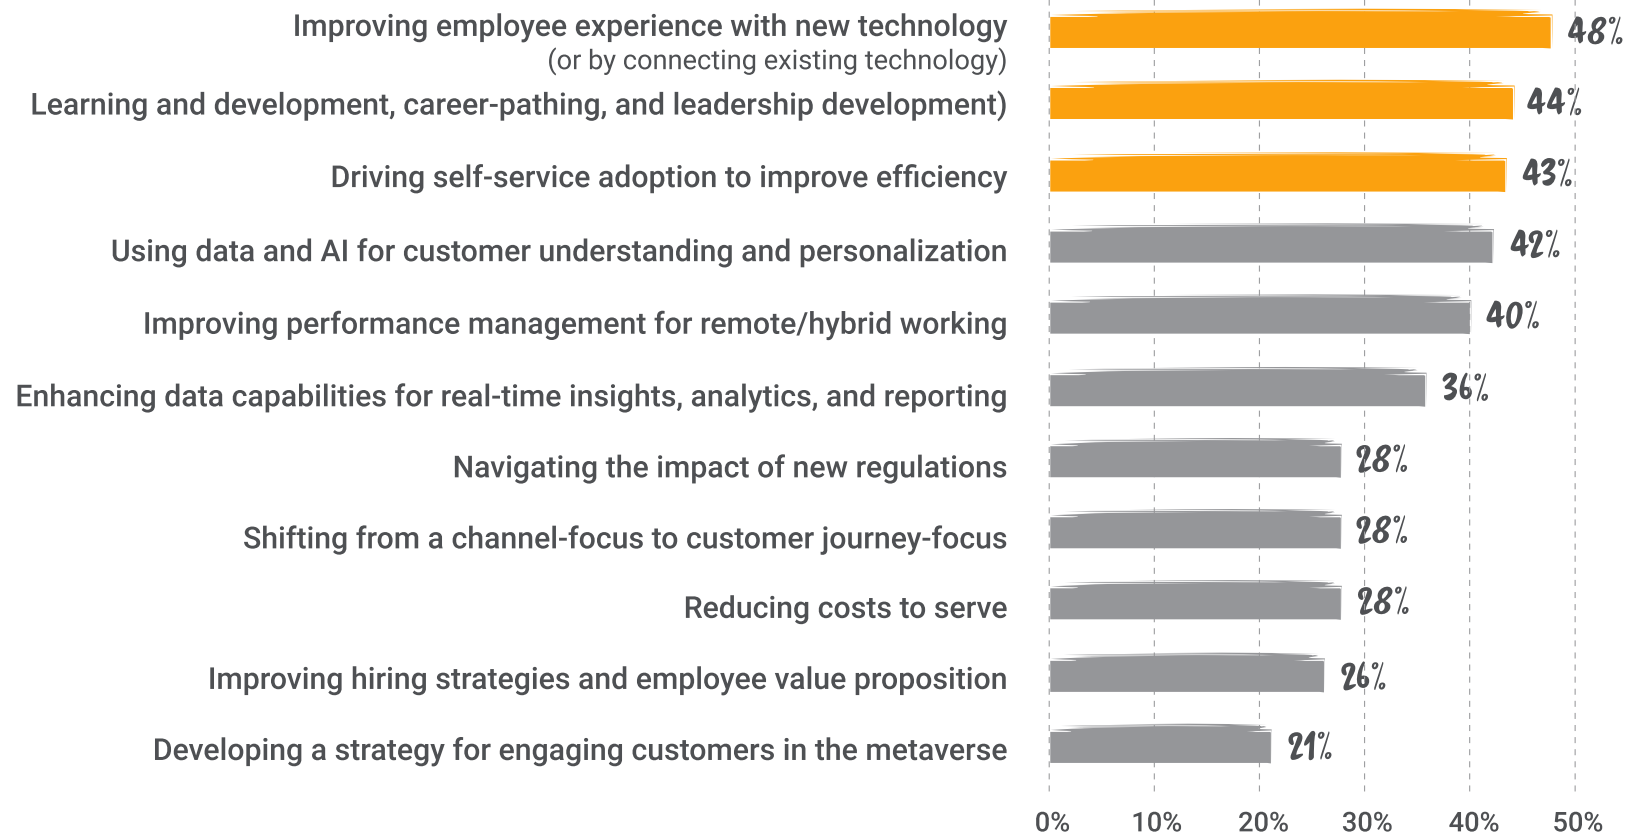 Improving employee experience with new technology 48%
(or by connecting existing technology)
Learning and development, career-pathing, and leadership development) 44%
Driving self-service adoption to improve efficiency 43%
Using data and AI for customer understanding and personalization 42%
Improving performance management for remote/hybrid working 40%
Enhancing data capabilities for real-time insights, analytics, and reporting 36%
Navigating the impact of new regulations 28%
Shifting from a channel-focus to customer journey-focus 28%
Reducing costs to serve 28%
Improving hiring strategies and employee value proposition 26%
Developing a strategy for engaging customers in the metaverse 21%
0% 10% 20% 30% 40% 50%